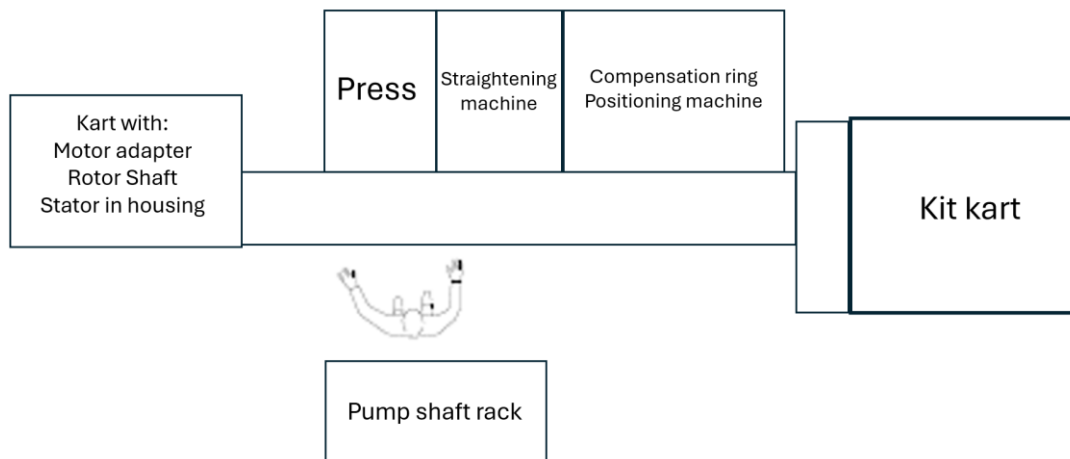 Press
Straightening
machine
Compensation ring
Positioning machine
Kart with:
Motor adapter
Rotor Shaft
Stator in housing
Kit kart
Pump shaft rack